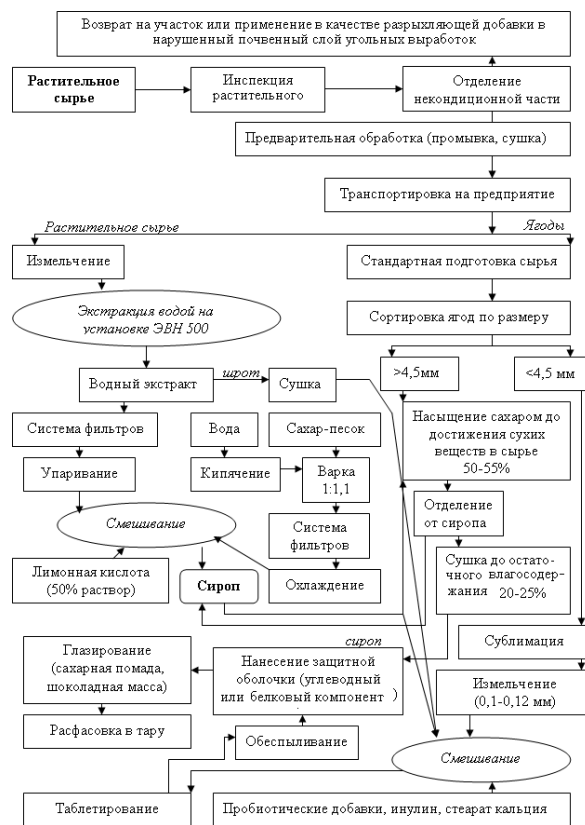 Возврат на участок или применение в качестве разрыхляющей добавки в
нарушенный почвенный слой угольных выработок
Растительное
сырье
Инспекция
растительного
Отделение
некондиционной части
Предварительная обработка (промывка, сушка)
Транспортировка на предприятие
Растительное сырье
Ягоды
Измельчение
Стандартная подготовка сырья
Экстракция водой на
установке ЭВН 500
Сортировка ягод по размеру
Водный экстракт
шрот
Сушка
>4,5мм
<4,5 мм
Система фильтров
Вода
Сахар-песок
Насыщение сахаром до
достижения сухих
веществ в сырье
50-55%
Упаривание
Кипячение
Варка
1:1,1
Смешивание
Система
фильтров
Отделение
от сиропа
Лимонная кислота
(50% раствор)
Сироп
Охлаждение
Сушка до остаточ-
ного влагосодер-
жания 20-25%
сироп
Сублимация
Глазирование
(сахарная помада,
шоколадная масса)
Нанесение защитной
оболочки (углеводный
или белковый компонент )
Измельчение
(0,1-0,12 мм)
Расфасовка в тару
Обеспыливание
Смешивание
Таблетирование
Пробиотические добавки, инулин, стеарат кальция